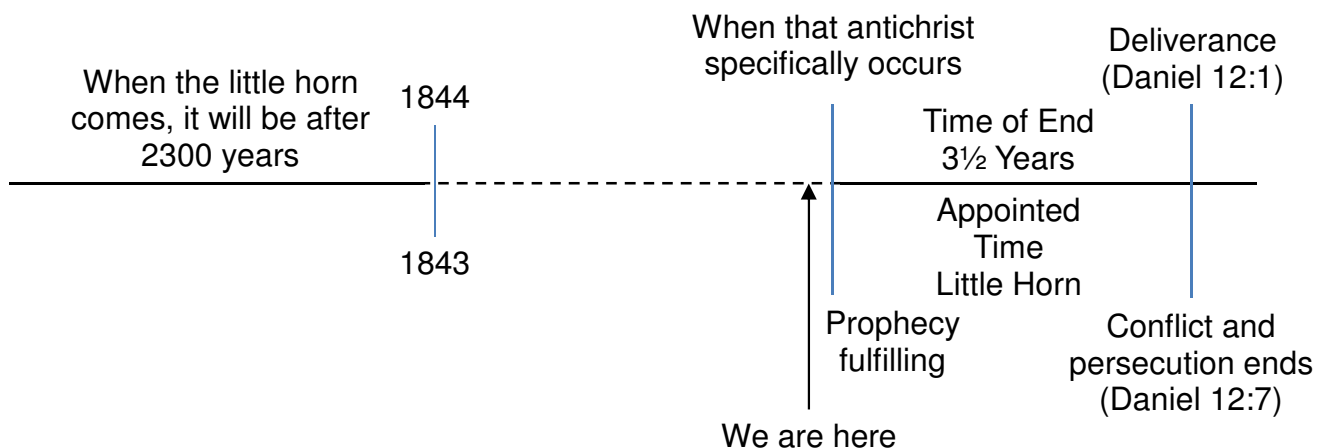 When the little horn
comes, it will be after
2300 years
1844
1843
When that antichrist
specifically occurs
Deliverance
(Daniel 12:1)
Time of End
3½ Years
Appointed
Time
Little Horn
Prophecy
fulfilling
Conflict and
persecution ends
(Daniel 12:7)
We are here